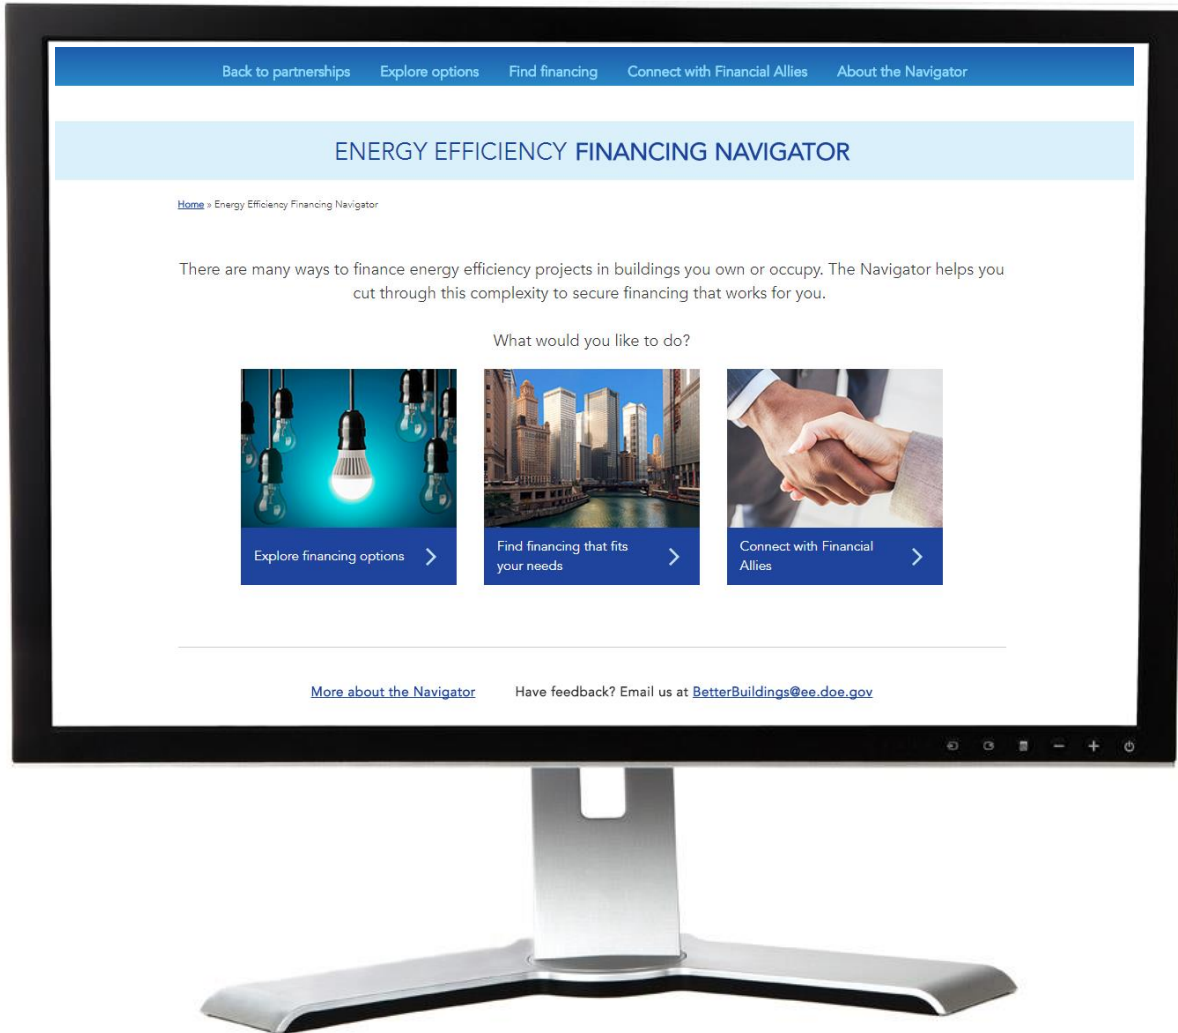 Back to partnerships Explore options Find financing Connect with Financial Allies About the Navigator
ENERGY EFFICIENCY FINANCING NAVIGATOR
Home » Energy Efficiency Financing Navigator
There are many ways to finance energy efficiency projects in buildings you own or occupy. The Navigator helps you
cut through this complexity to secure financing that works for you.
What would you like to do?
Explore financing options
Find financing that fits
your needs
Connect with Financial
Allies
More about the Navigator Have feedback? Email us at BetterBuildings@ee.doe.gov